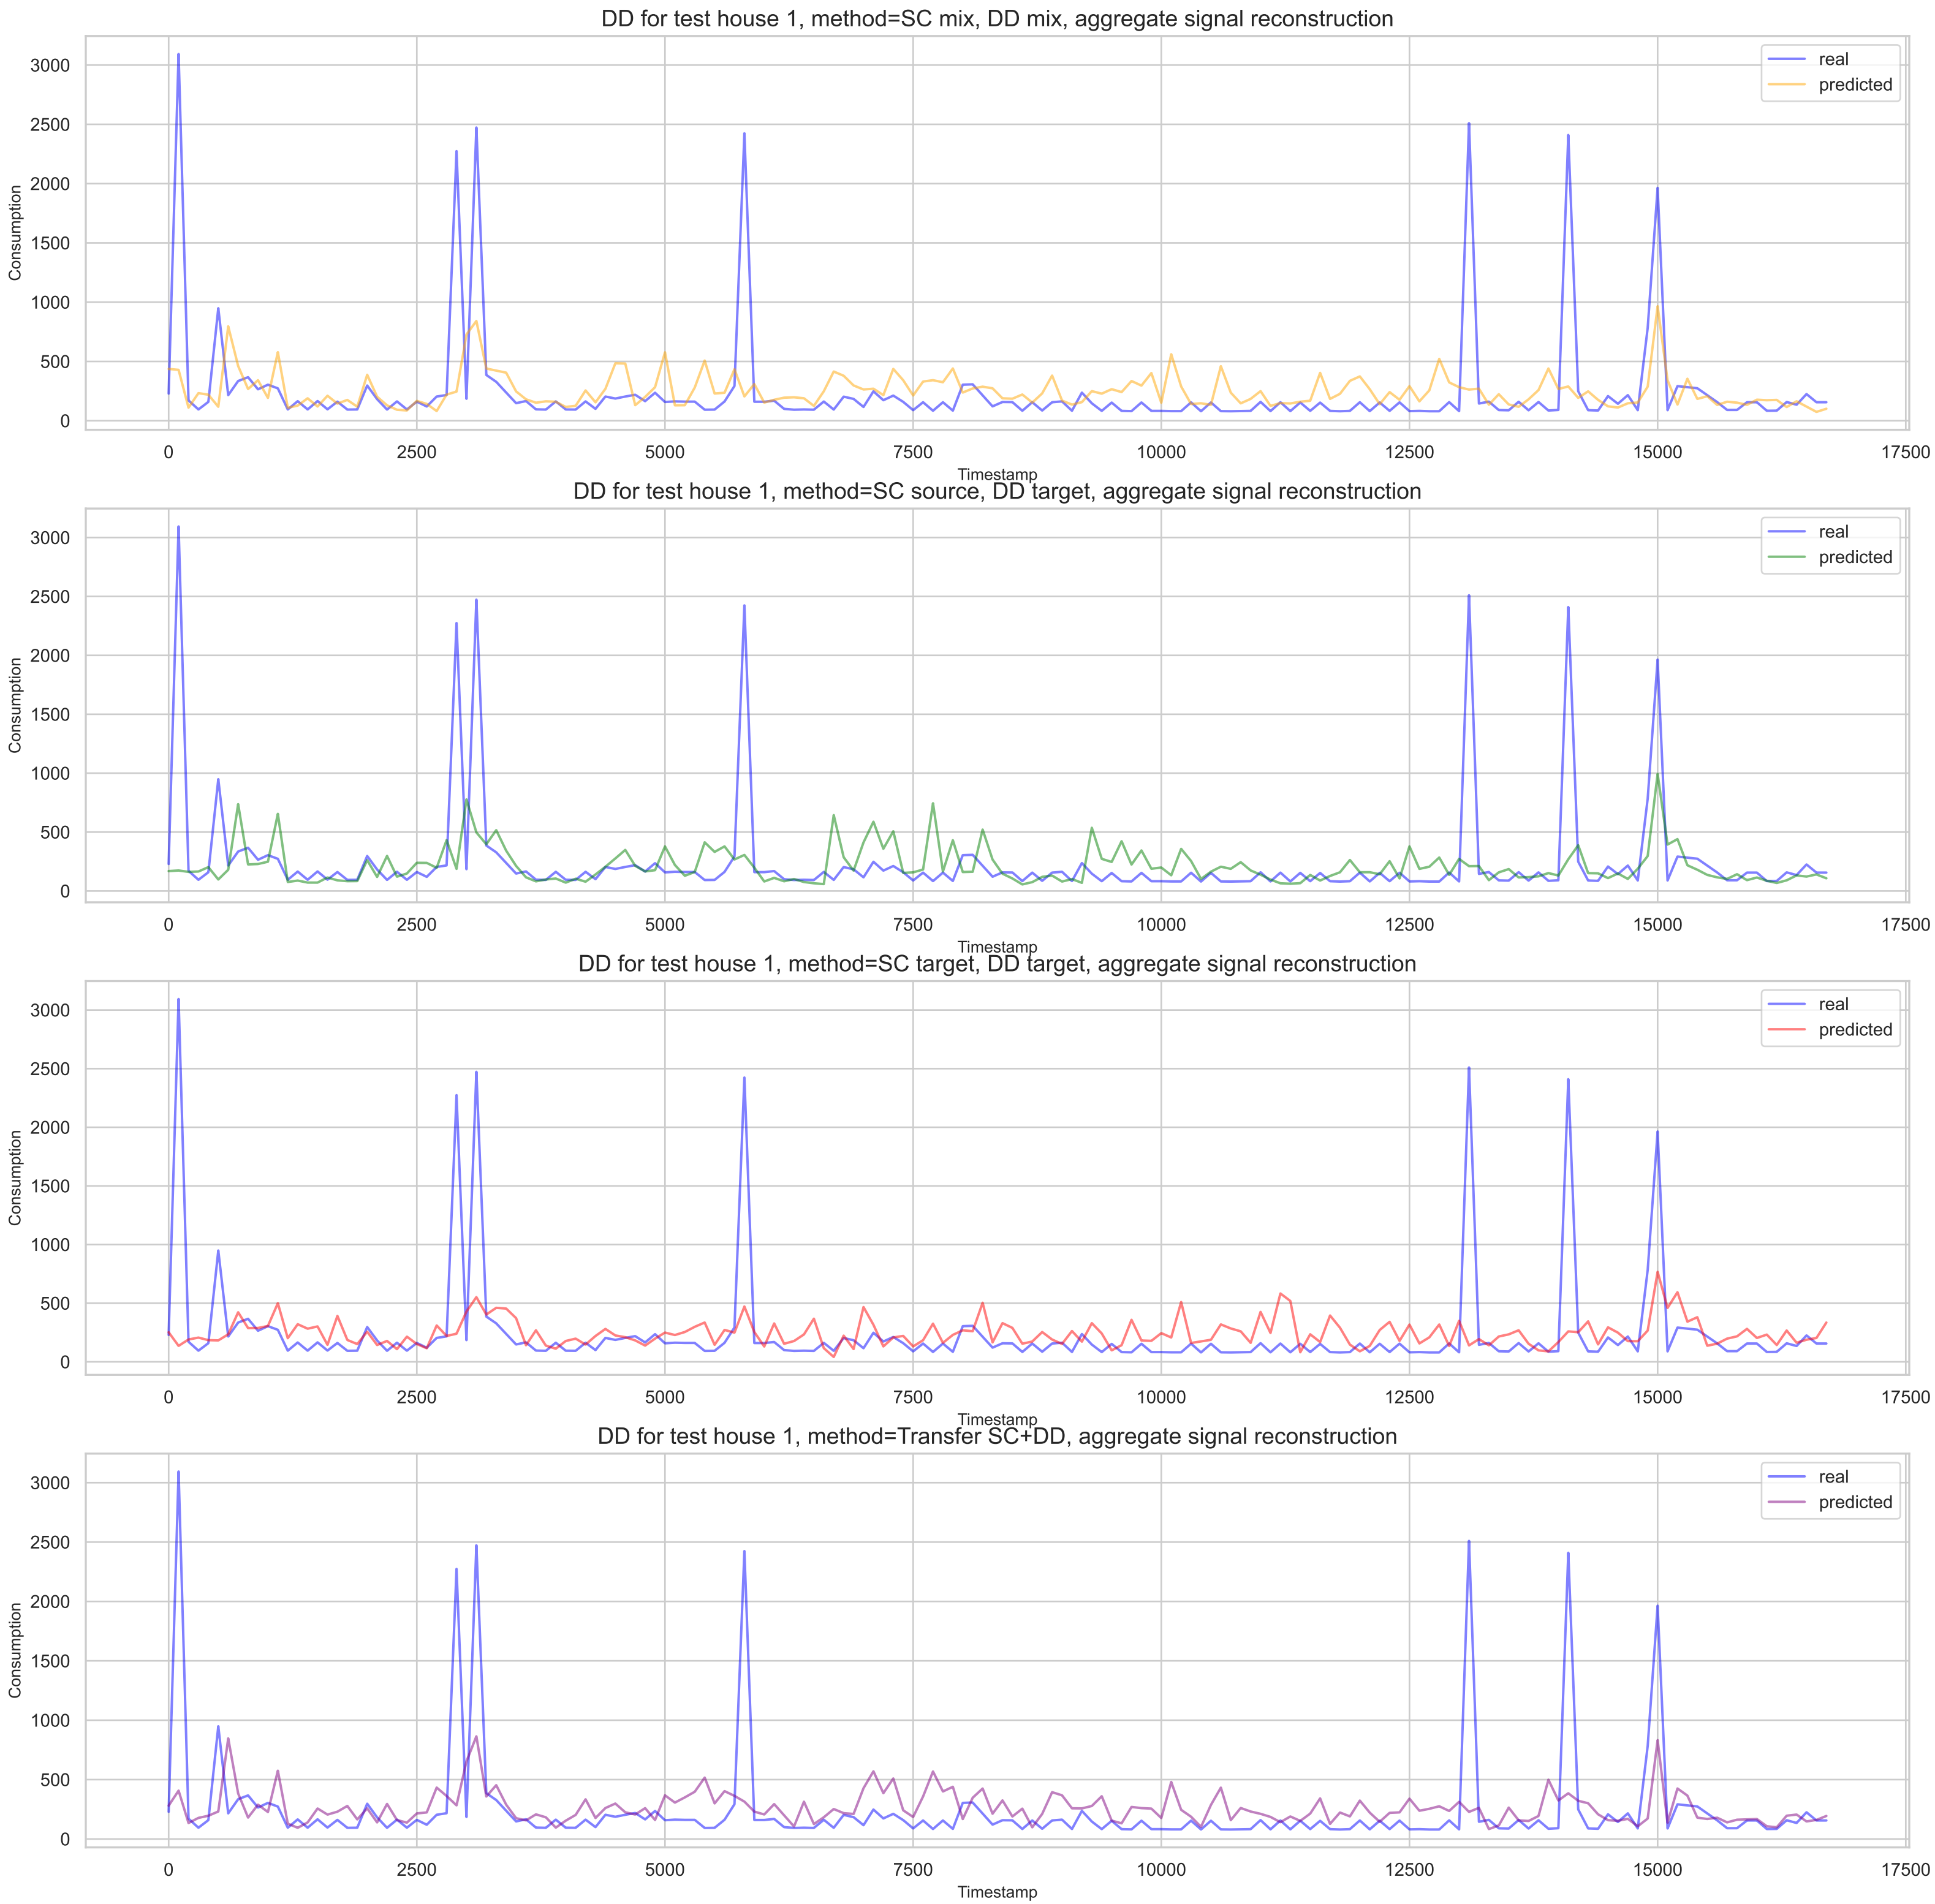 DD for test house 1, method=SC mix, DD mix, aggregate signal reconstruction
3000
2500
2000
1500
1000
500
0
Consumption
real
predicted
0 2500 5000 7500 10000 12500 15000 17500
Timestamp
DD for test house 1, method=SC source, DD target, aggregate signal reconstruction
3000
2500
2000
1500
1000
500
0
Consumption
real
predicted
0 2500 5000 7500 10000 12500 15000 17500
Timestamp
DD for test house 1, method=SC target, DD target, aggregate signal reconstruction
3000
2500
2000
1500
1000
500
0
Consumption
real
predicted
0 2500 5000 7500 10000 12500 15000 17500
Timestamp
DD for test house 1, method=Transfer SC+DD, aggregate signal reconstruction
3000
2500
2000
1500
1000
500
0
Consumption
real
predicted
0 2500 5000 7500 10000 12500 15000 17500
Timestamp